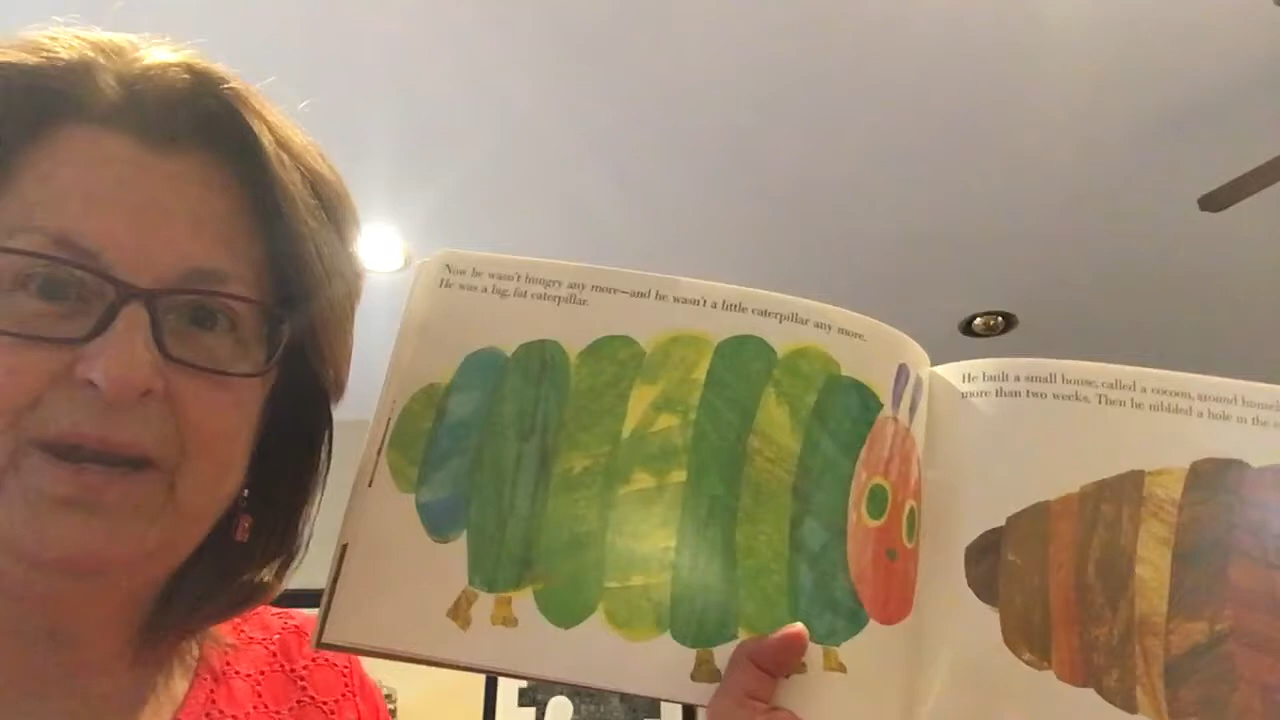 Now he wasn't hungry any more—and he wasn't a little caterpillar any more.
He was a big, fat caterpillar.
He built a small house, called a cocoon, around
more than two weeks. Then he nibbled a hole in the